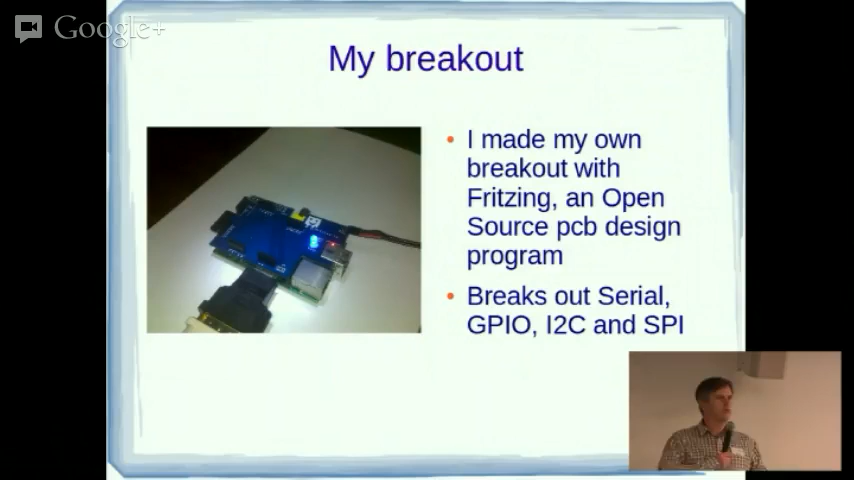 Google+
My breakout
• I made my own
breakout with
Fritzing, an Open
Source pcb design
program
• Breaks out Serial,
GPIO, I2C and SPI